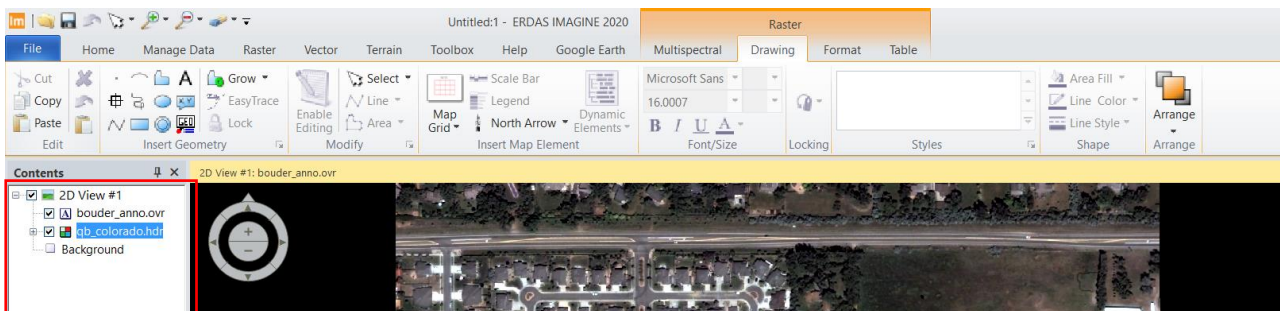 Untitled:1 - ERDAS IMAGINE 2020
Raster
File Home Manage Data Raster Vector Terrain Toolbox Help Google Earth Multispectral Drawing Format Table
Cut
Copy
Paste
Edit
A
Grow
EasyTrace
Lock
Insert Geometry
Enable Editing
Select
Line
Area
Modify
Map Grid
Scale Bar
Legend
North Arrow
Dynamic Elements
Insert Map Element
Microsoft Sans
16.0007
B I U A
Font/Size
Locking
Styles
Area Fill
Line Color
Line Style
Shape
Arrange
Arrange
Contents
2D View #1: bouder_anno.ovr
2D View #1
A bouder_anno.ovr
qb_colorado.hdr
Background